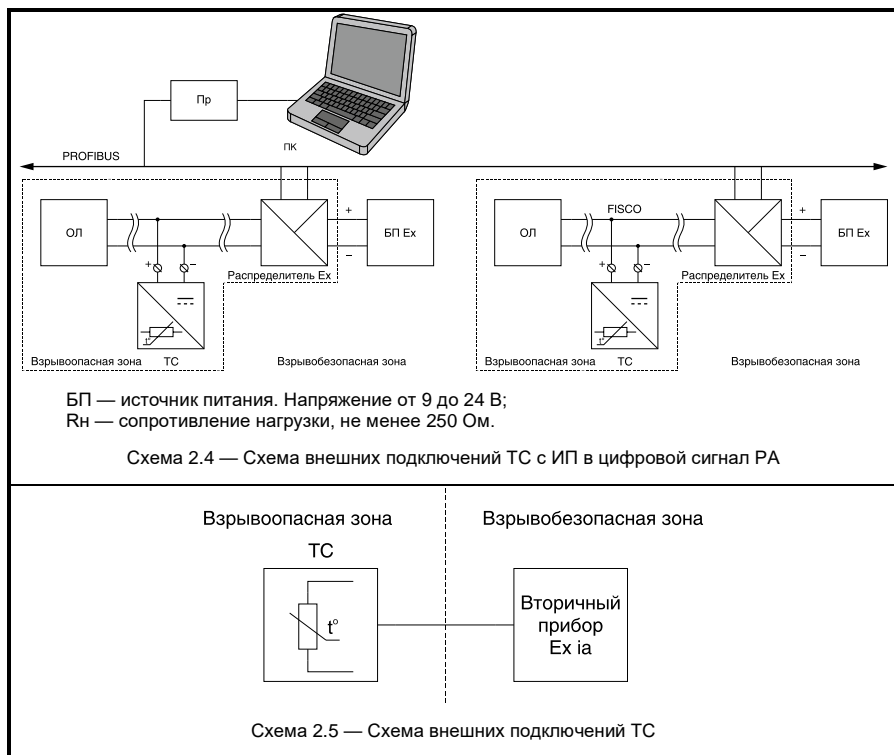 Пр
ПК
PROFIBUS
ОЛ
+
−
Распределитель Ex
БП Ex
+ −
t°
Взрывоопасная зона
ТС
Взрывобезопасная зона
ОЛ
FISCO
+
−
Распределитель Ex
БП Ex
+ −
t°
Взрывоопасная зона
ТС
Взрывобезопасная зона
БП — источник питания. Напряжение от 9 до 24 В;
Rн — сопротивление нагрузки, не менее 250 Ом.
Схема 2.4 — Схема внешних подключений ТС с ИП в цифровой сигнал PA
Взрывоопасная зона
Взрывобезопасная зона
ТС
t°
Вторичный
прибор
Ex ia
Схема 2.5 — Схема внешних подключений ТС